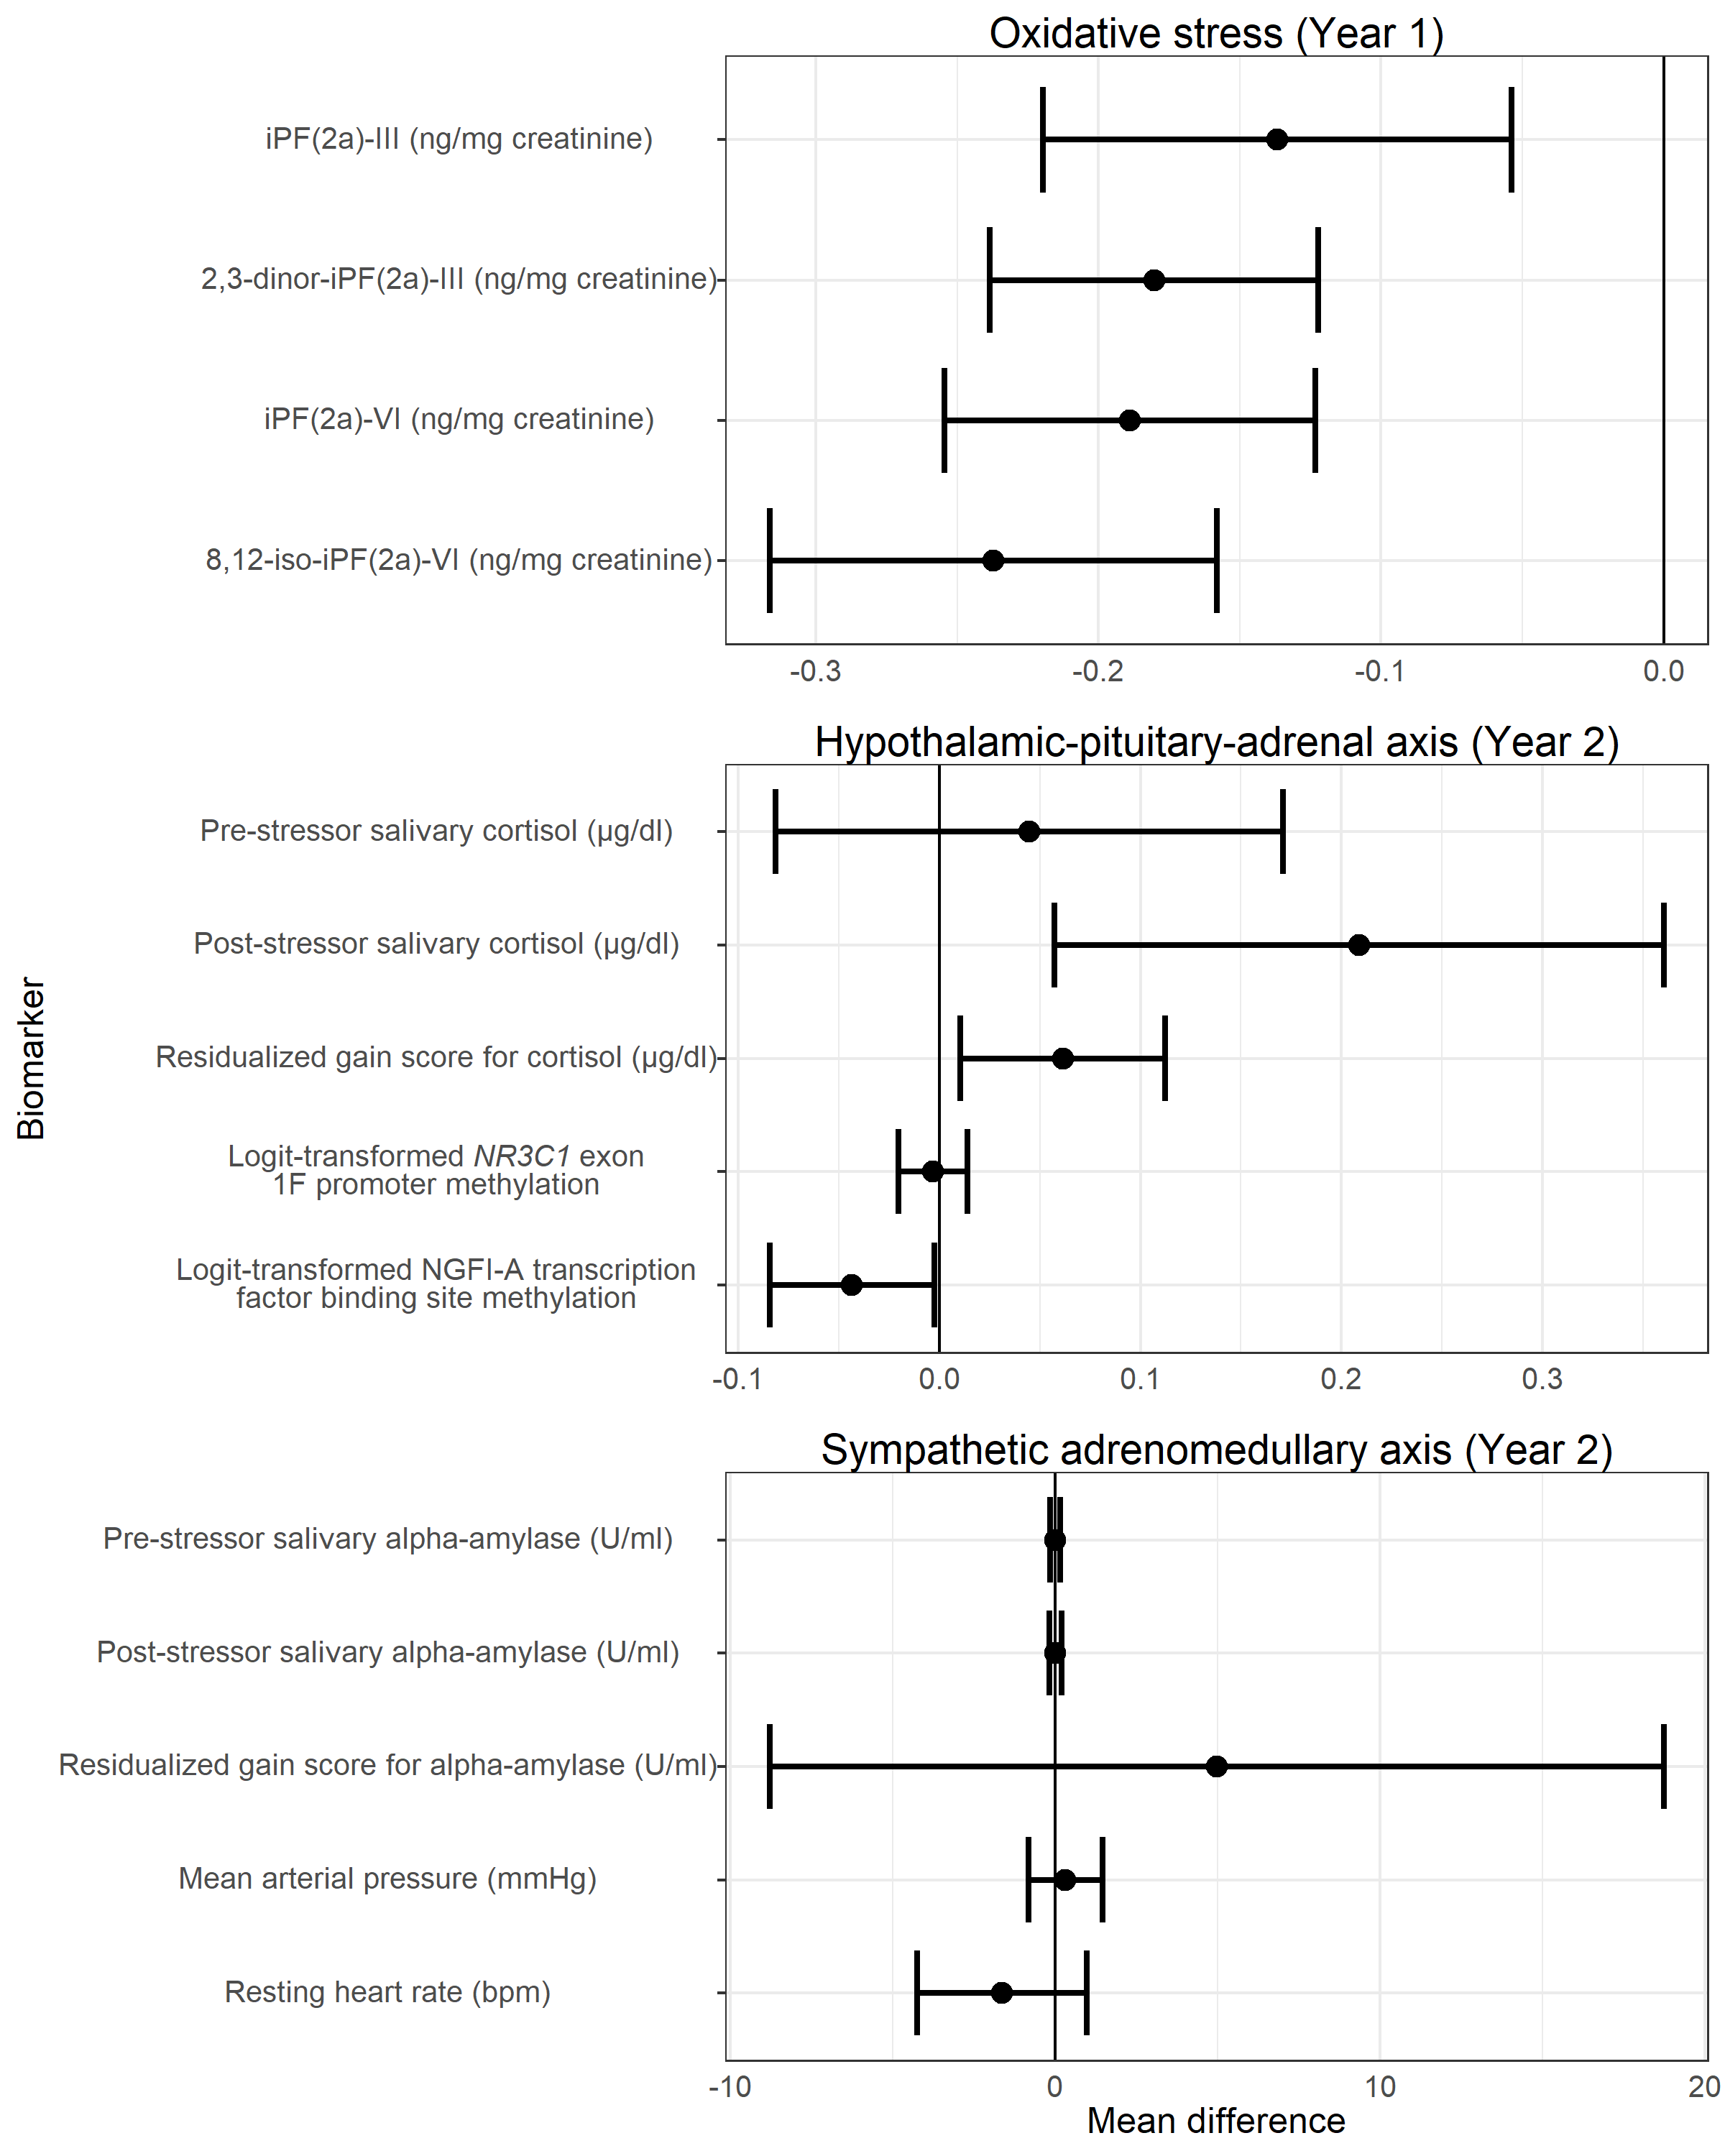 Oxidative stress (Year 1)
iPF(2a)-III (ng/mg creatinine)
2,3-dinor-iPF(2a)-III (ng/mg creatinine)
iPF(2a)-VI (ng/mg creatinine)
8,12-iso-iPF(2a)-VI (ng/mg creatinine)
-0.3 -0.2 -0.1 0.0
Hypothalamic-pituitary-adrenal axis (Year 2)
Pre-stressor salivary cortisol (μg/dl)
Post-stressor salivary cortisol (μg/dl)
Residualized gain score for cortisol (μg/dl)
Logit-transformed NR3C1 exon
1F promoter methylation
Logit-transformed NGFI-A transcription
factor binding site methylation
-0.1 0.0 0.1 0.2 0.3
Biomarker
Sympathetic adrenomedullary axis (Year 2)
Pre-stressor salivary alpha-amylase (U/ml)
Post-stressor salivary alpha-amylase (U/ml)
Residualized gain score for alpha-amylase (U/ml)
Mean arterial pressure (mmHg)
Resting heart rate (bpm)
-10 0 10 20
Mean difference